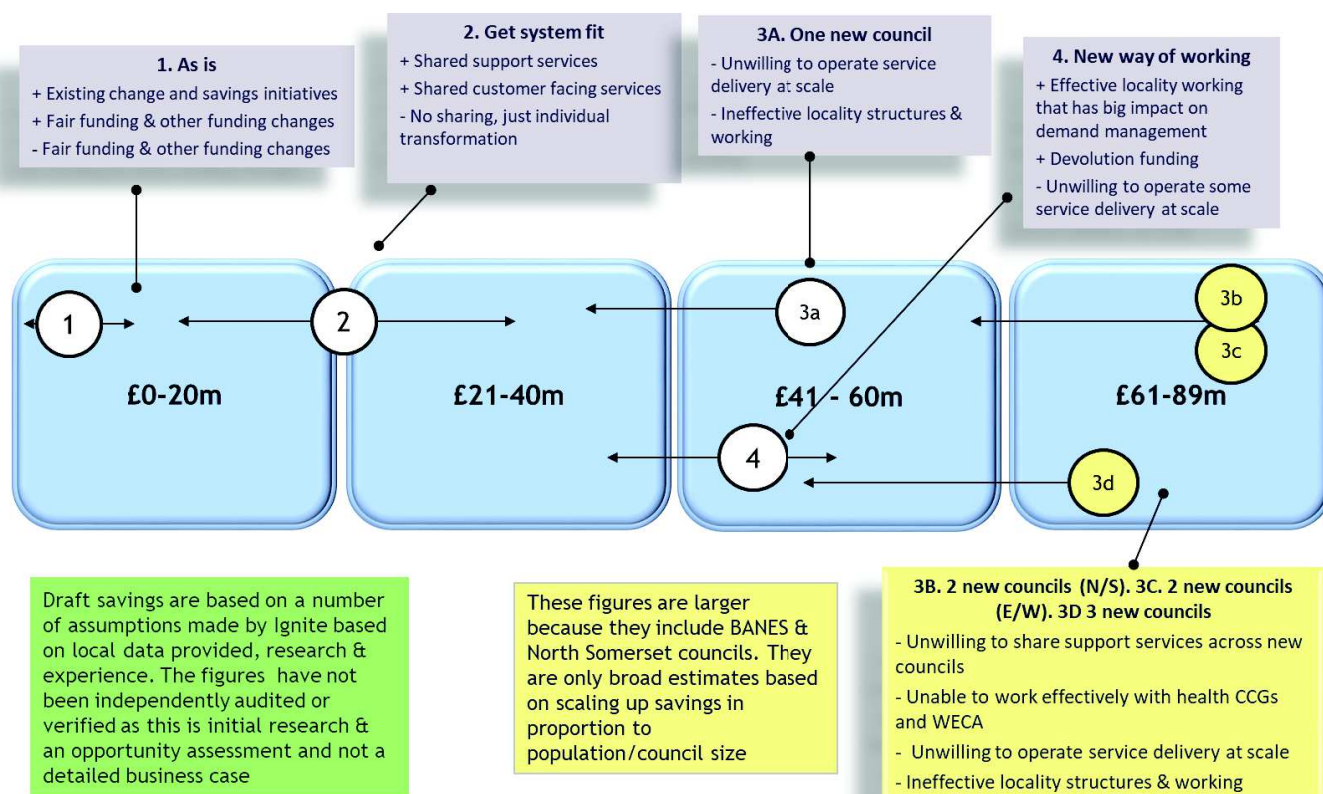 1. As is
+ Existing change and savings initiatives
+ Fair funding & other funding changes
- Fair funding & other funding changes
2. Get system fit
+ Shared support services
+ Shared customer facing services
- No sharing, just individual
transformation
3A. One new council
- Unwilling to operate service
delivery at scale
- Ineffective locality structures &
working
4. New way of working
+ Effective locality working
that has big impact on
demand management
+ Devolution funding
- Unwilling to operate some
service delivery at scale
1
2
3a
3b
3c
£0-20m
£21-40m
£41 - 60m
£61-89m
4
3d
Draft savings are based on a number
of assumptions made by Ignite based
on local data provided, research &
experience. The figures have not
been independently audited or
verified as this is initial research &
an opportunity assessment and not a
detailed business case
These figures are larger
because they include BANES &
North Somerset councils. They
are only broad estimates based
on scaling up savings in
proportion to
population/council size
3B. 2 new councils (N/S). 3C. 2 new councils
(E/W). 3D 3 new councils
- Unwilling to share support services across new
councils
- Unable to work effectively with health CCGs
and WECA
- Unwilling to operate service delivery at scale
- Ineffective locality structures & working